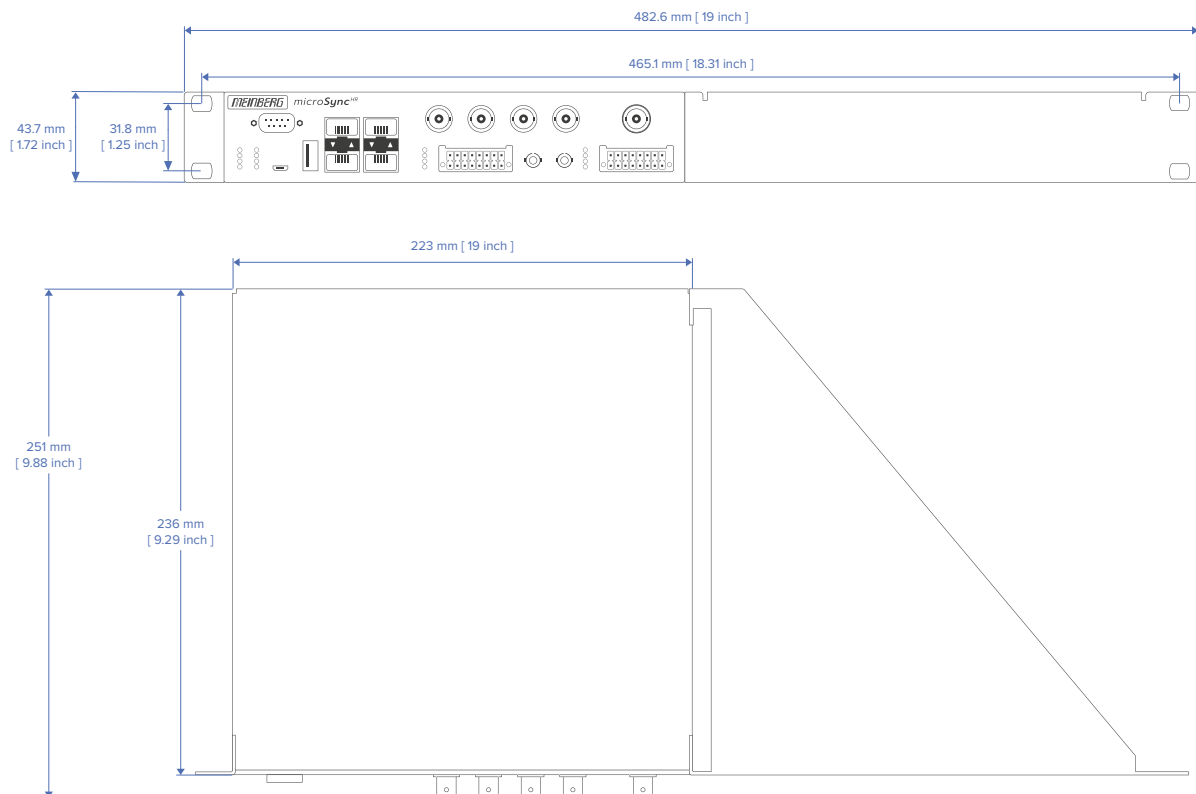 482.6 mm [ 19 inch ]
465.1 mm [ 18.31 inch ]
MEINBERG microSync HR
43.7 mm
[ 1.72 inch ]
31.8 mm
[ 1.25 inch ]
223 mm [ 19 inch ]
251 mm
[ 9.88 inch ]
236 mm
[ 9.29 inch ]